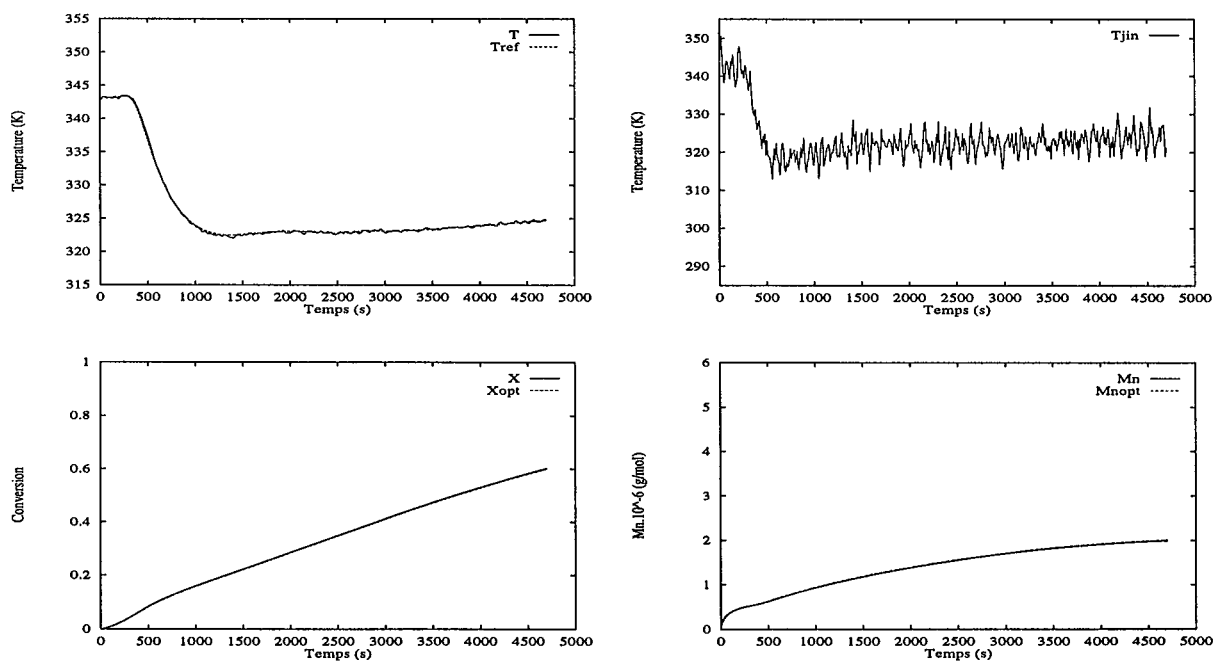 355
350
345
340
335
330
325
320
315
Temperature (K)
T
Tref
0 500 1000 1500 2000 2500 3000 3500 4000 4500 5000
Temps (s)
350
340
330
320
310
300
290
Temperature (K)
Tjin
0 500 1000 1500 2000 2500 3000 3500 4000 4500 5000
Temps (s)
1
0.8
0.6
0.4
0.2
0
Conversion
X
Xopt
0 500 1000 1500 2000 2500 3000 3500 4000 4500 5000
Temps (s)
6
5
4
3
2
1
0
Mn.10^-6 (g/mol)
Mn
Mnopt
0 500 1000 1500 2000 2500 3000 3500 4000 4500 5000
Temps (s)